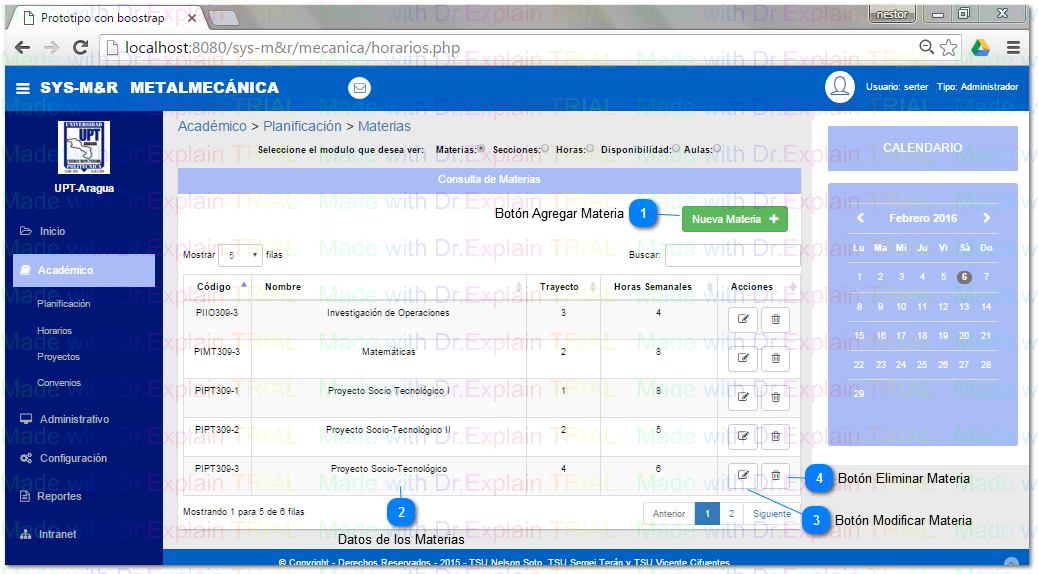 Prototipo con boostrap
nestor
localhost:8080/sys-m&r/mecanica/horarios.php
SYS-M&R METALMECÁNICA
Usuario: serter Tipo: Administrador
UNIVERSIDAD
UPT
ARAGUA
UPT-Aragua
Inicio
Académico
Planificación
Horarios
Proyectos
Convenios
Administrativo
Configuración
Reportes
Intranet
Académico > Planificación > Materias
Seleccione el modulo que desea ver: Materias: Secciones: Horas: Disponibilidad: Aulas:
Consulta de Materias
Botón Agregar Materia 1 Nueva Materia +
Mostrar 5 filas Buscar:
Código Nombre Trayecto Horas Semanales Acciones
PIIO309-3 Investigación de Operaciones 3 4
PIMT309-3 Matemáticas 2 8
PIPT309-1 Proyecto Socio Tecnológico I 1 8
PIPT309-2 Proyecto Socio-Tecnológico II 2 5
PIPT309-3 Proyecto Socio-Tecnológico 4 6
4 Botón Eliminar Materia
Mostrando 1 para 5 de 6 filas 2 Anterior 1 2 Siguiente 3 Botón Modificar Materia
Datos de los Materias
CALENDARIO
Febrero 2016
Lu Ma Mi Ju Vi Sá Do
1 2 3 4 5 6 7
8 9 10 11 12 13 14
15 16 17 18 19 20 21
22 23 24 25 26 27 28
29
© Copyright - Derechos Reservados - 2015 - TSU Nelson Soto, TSU Sergei Terán y TSU Vicente Cifuentes
Made with Dr.Explain TRIAL